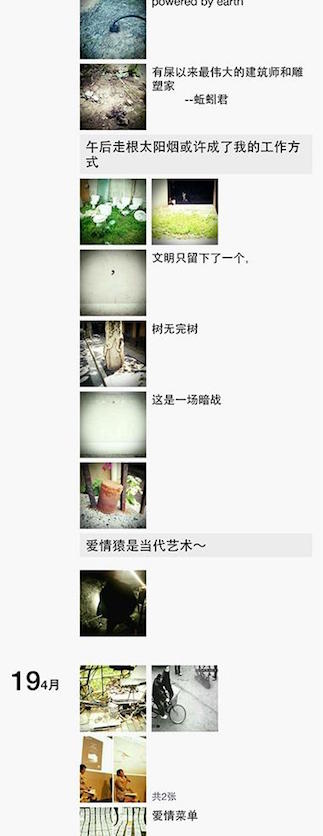 powered by earth
有屎以来最伟大的建筑师和雕
塑家
--蚯蚓君
午后走根太阳烟或许成了我的工作方
式
文明只留下了一个，
树无完树
这是一场暗战
爱情猿是当代艺术～
19 4月
共2张
爱情菜单